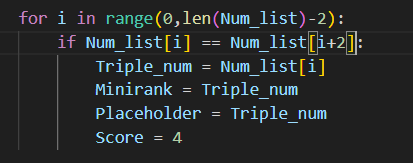 for i in range(0,len(Num_list)-2):
if Num_list[i] == Num_list[i+2]:
Triple_num = Num_list[i]
Minirank = Triple_num
Placeholder = Triple_num
Score = 4